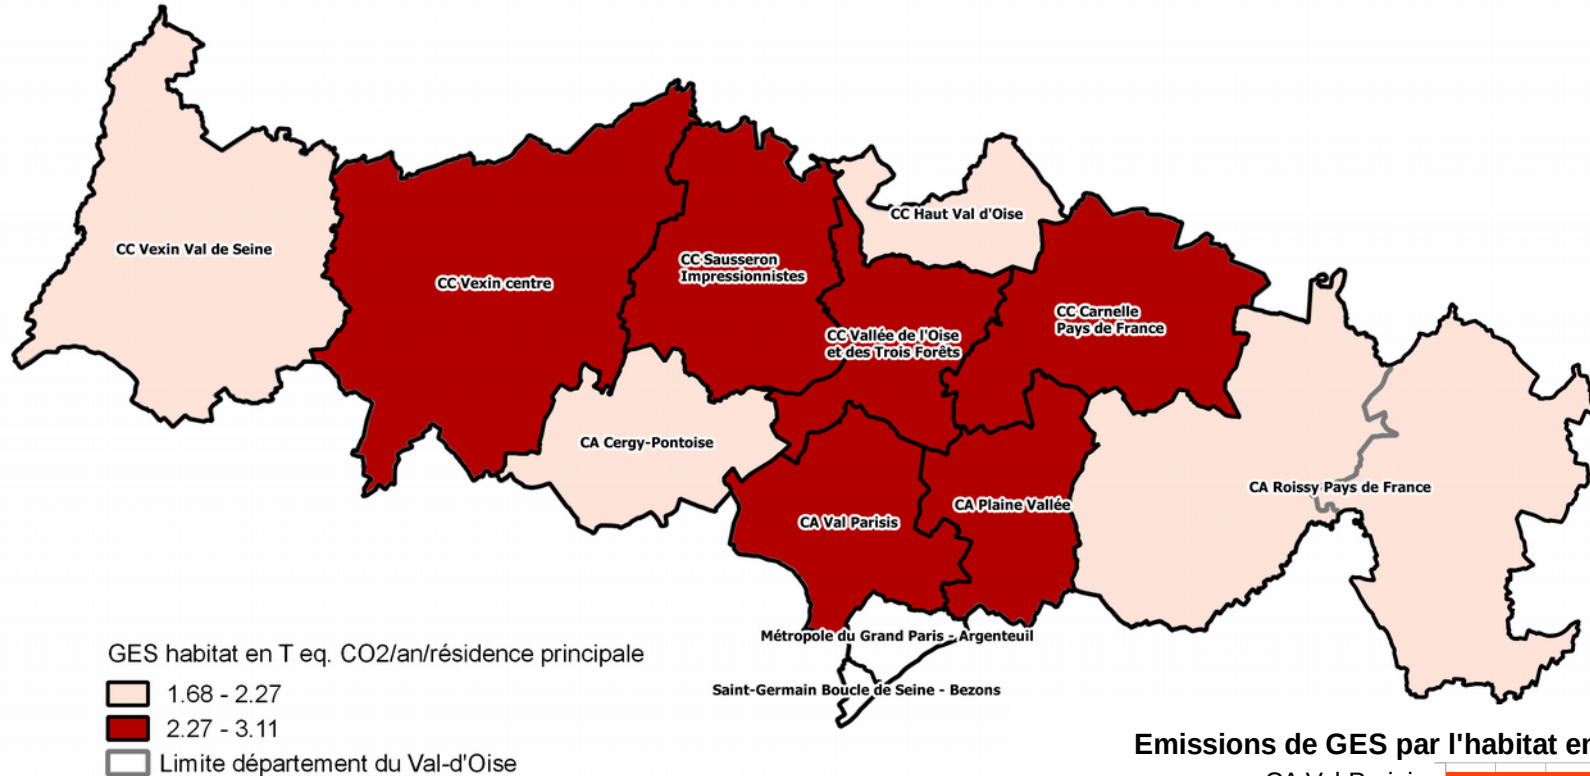 CC Haut Val d'Oise
CC Vexin Val de Seine
CC Sausseron
Impressionnistes
CC Vexin centre
CC Carnelle
Pays de France
CC Vallée de l'Oise
et des Trois Forêts
CA Cergy-Pontoise
CA Roissy Pays de France
CA Plaine Vallée
CA Val Parisis
Métropole du Grand Paris - Argenteuil
Saint-Germain Boucle de Seine - Bezons
GES habitat en T eq. CO2/an/résidence principale
1.68 - 2.27
2.27 - 3.11
Limite département du Val-d'Oise
Emissions de GES par l'habitat en